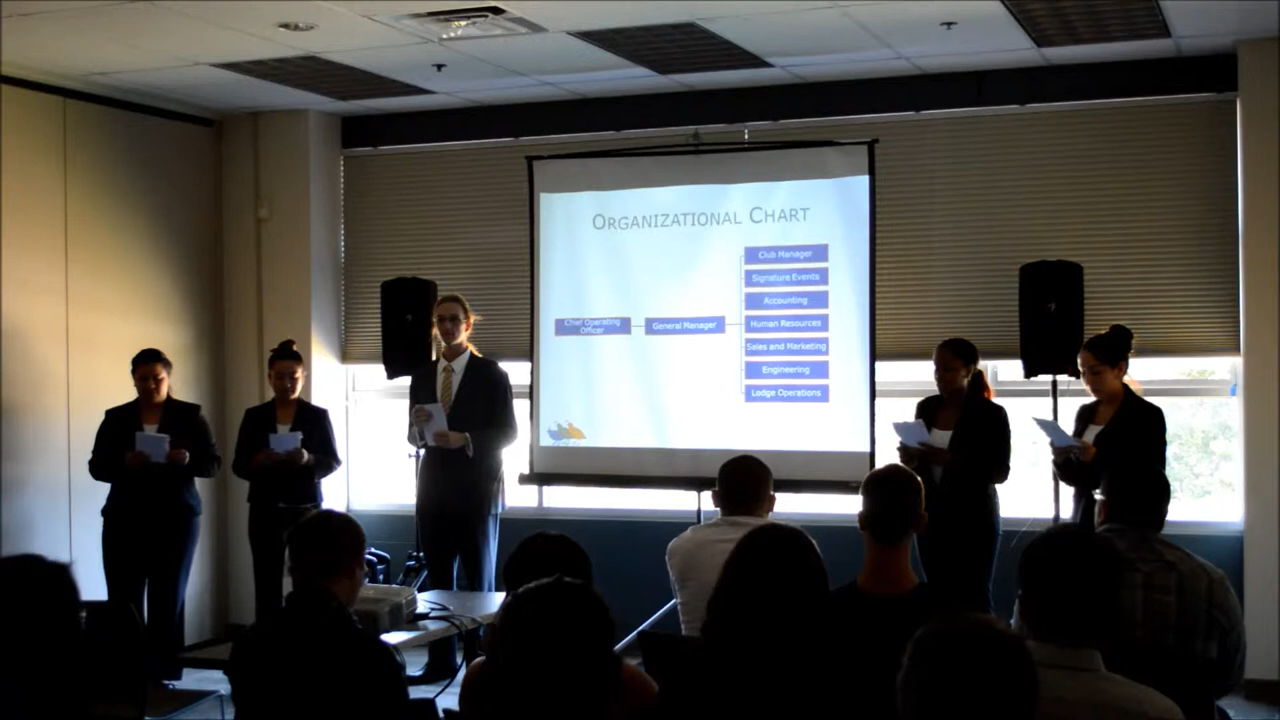 ORGANIZATIONAL CHART
Chief Operating
Officer
General Manager
Club Manager
Signature Events
Accounting
Human Resources
Sales and Marketing
Engineering
Lodge Operations